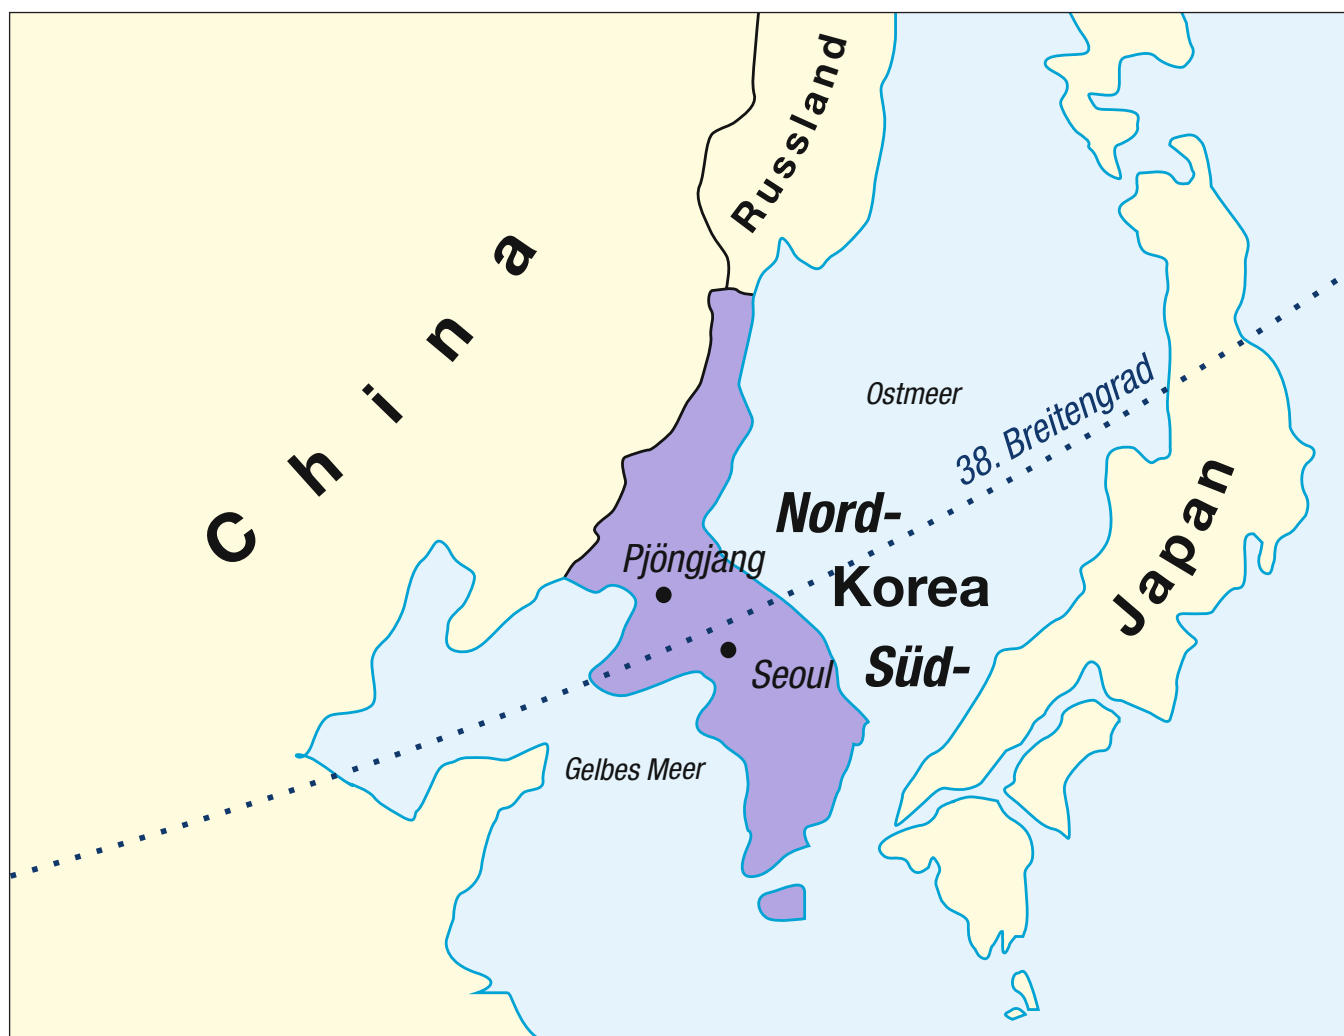 Russland
China
Ostmeer
38. Breitengrad
Nord-
Pjöngjang
Korea
Japan
Süd-
Seoul
Gelbes Meer